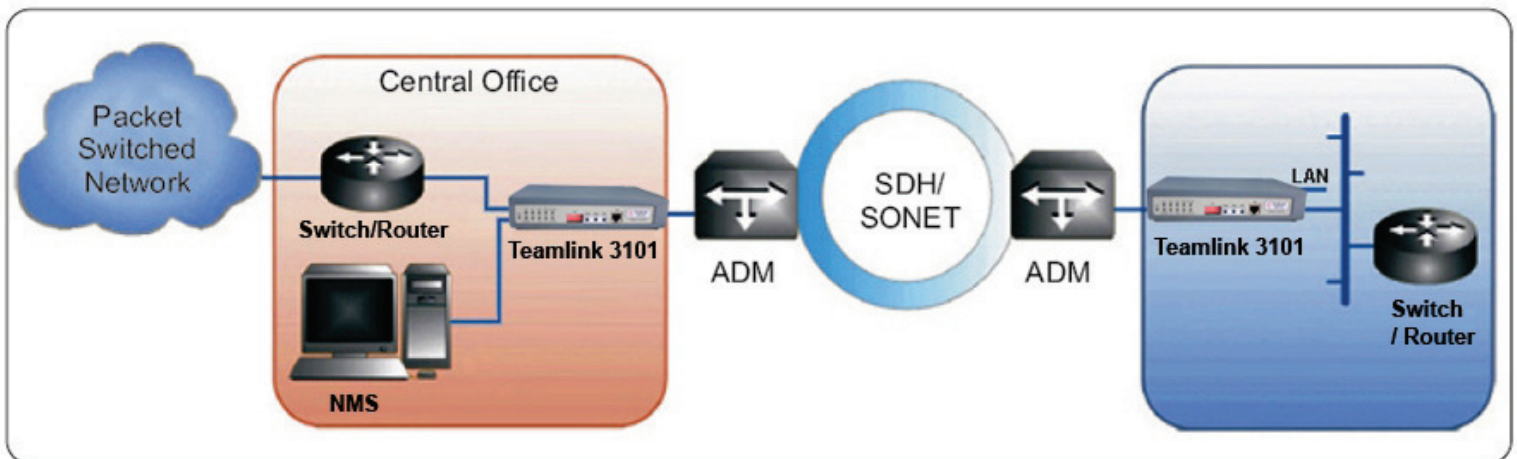 Packet
Switched
Network
Central Office
Switch/Router
Teamlink 3101
NMS
ADM
SDH/
SONET
ADM
LAN
Teamlink 3101
Switch
/ Router